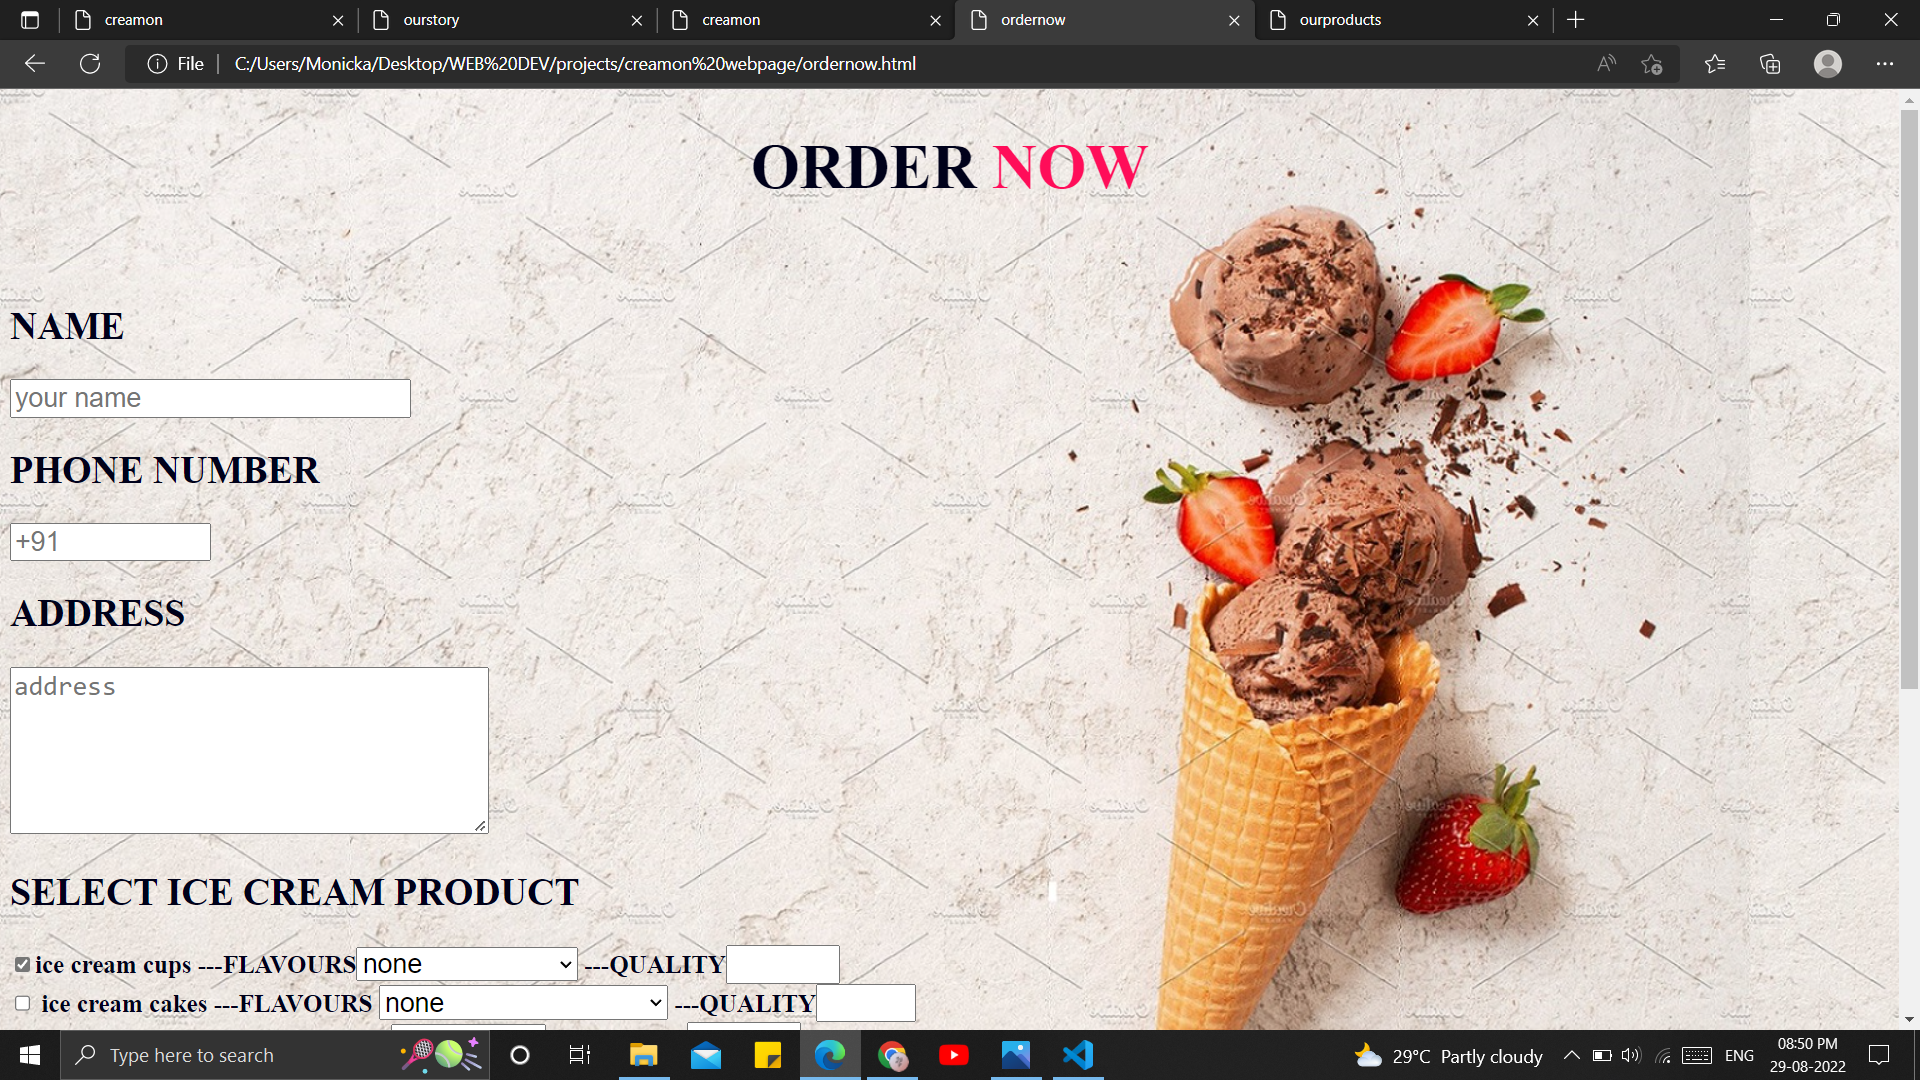 creamon
ourstory
creamon
ordernow
ourproducts
File
C:/Users/Monicka/Desktop/WEB%20DEV/projects/creamon%20webpage/ordernow.html
ORDER NOW
NAME
your name
PHONE NUMBER
+91
ADDRESS
address
SELECT ICE CREAM PRODUCT
ice cream cups ---FLAVOURS none ---QUALITY
ice cream cakes ---FLAVOURS none ---QUALITY
Type here to search
29°C Partly cloudy
ENG
08:50 PM
29-08-2022